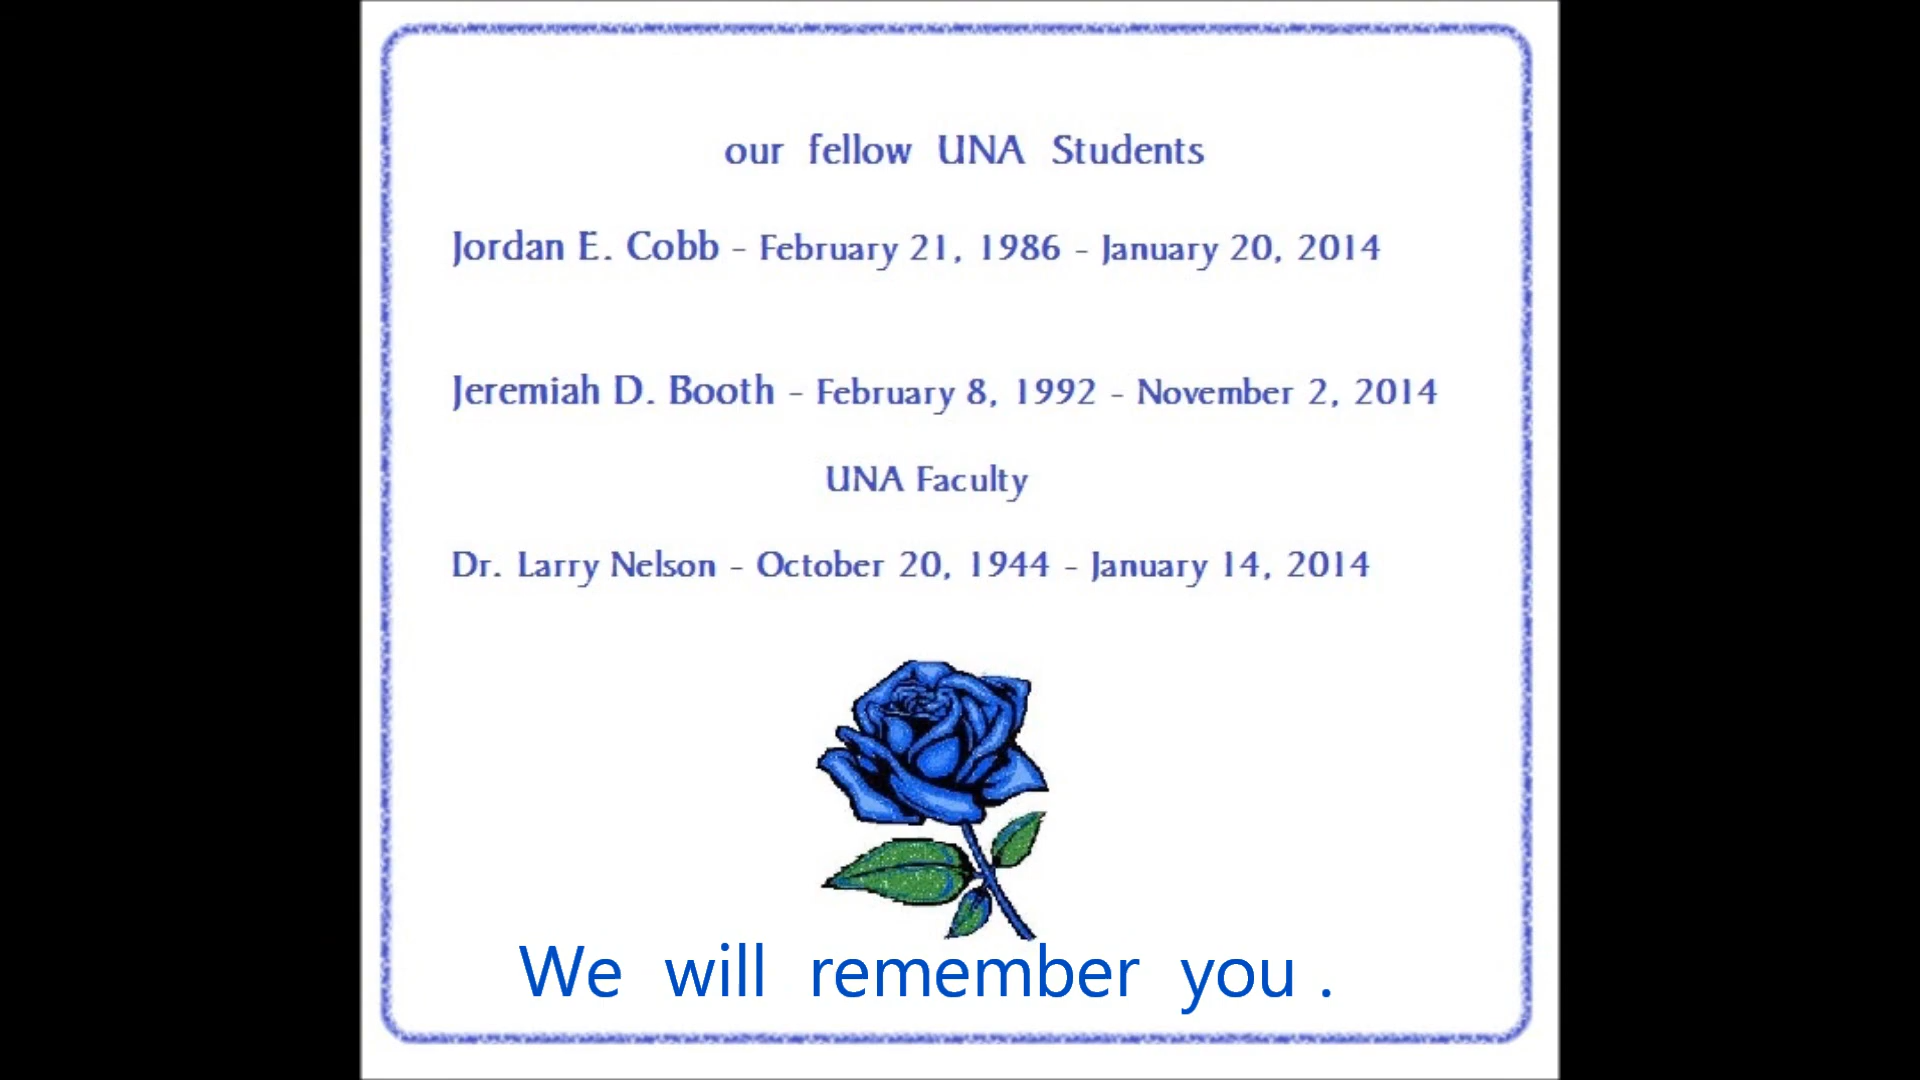 our fellow UNA Students
Jordan E. Cobb - February 21, 1986 - January 20, 2014
Jeremiah D. Booth - February 8, 1992 - November 2, 2014
UNA Faculty
Dr. Larry Nelson - October 20, 1944 - January 14, 2014
We will remember you .